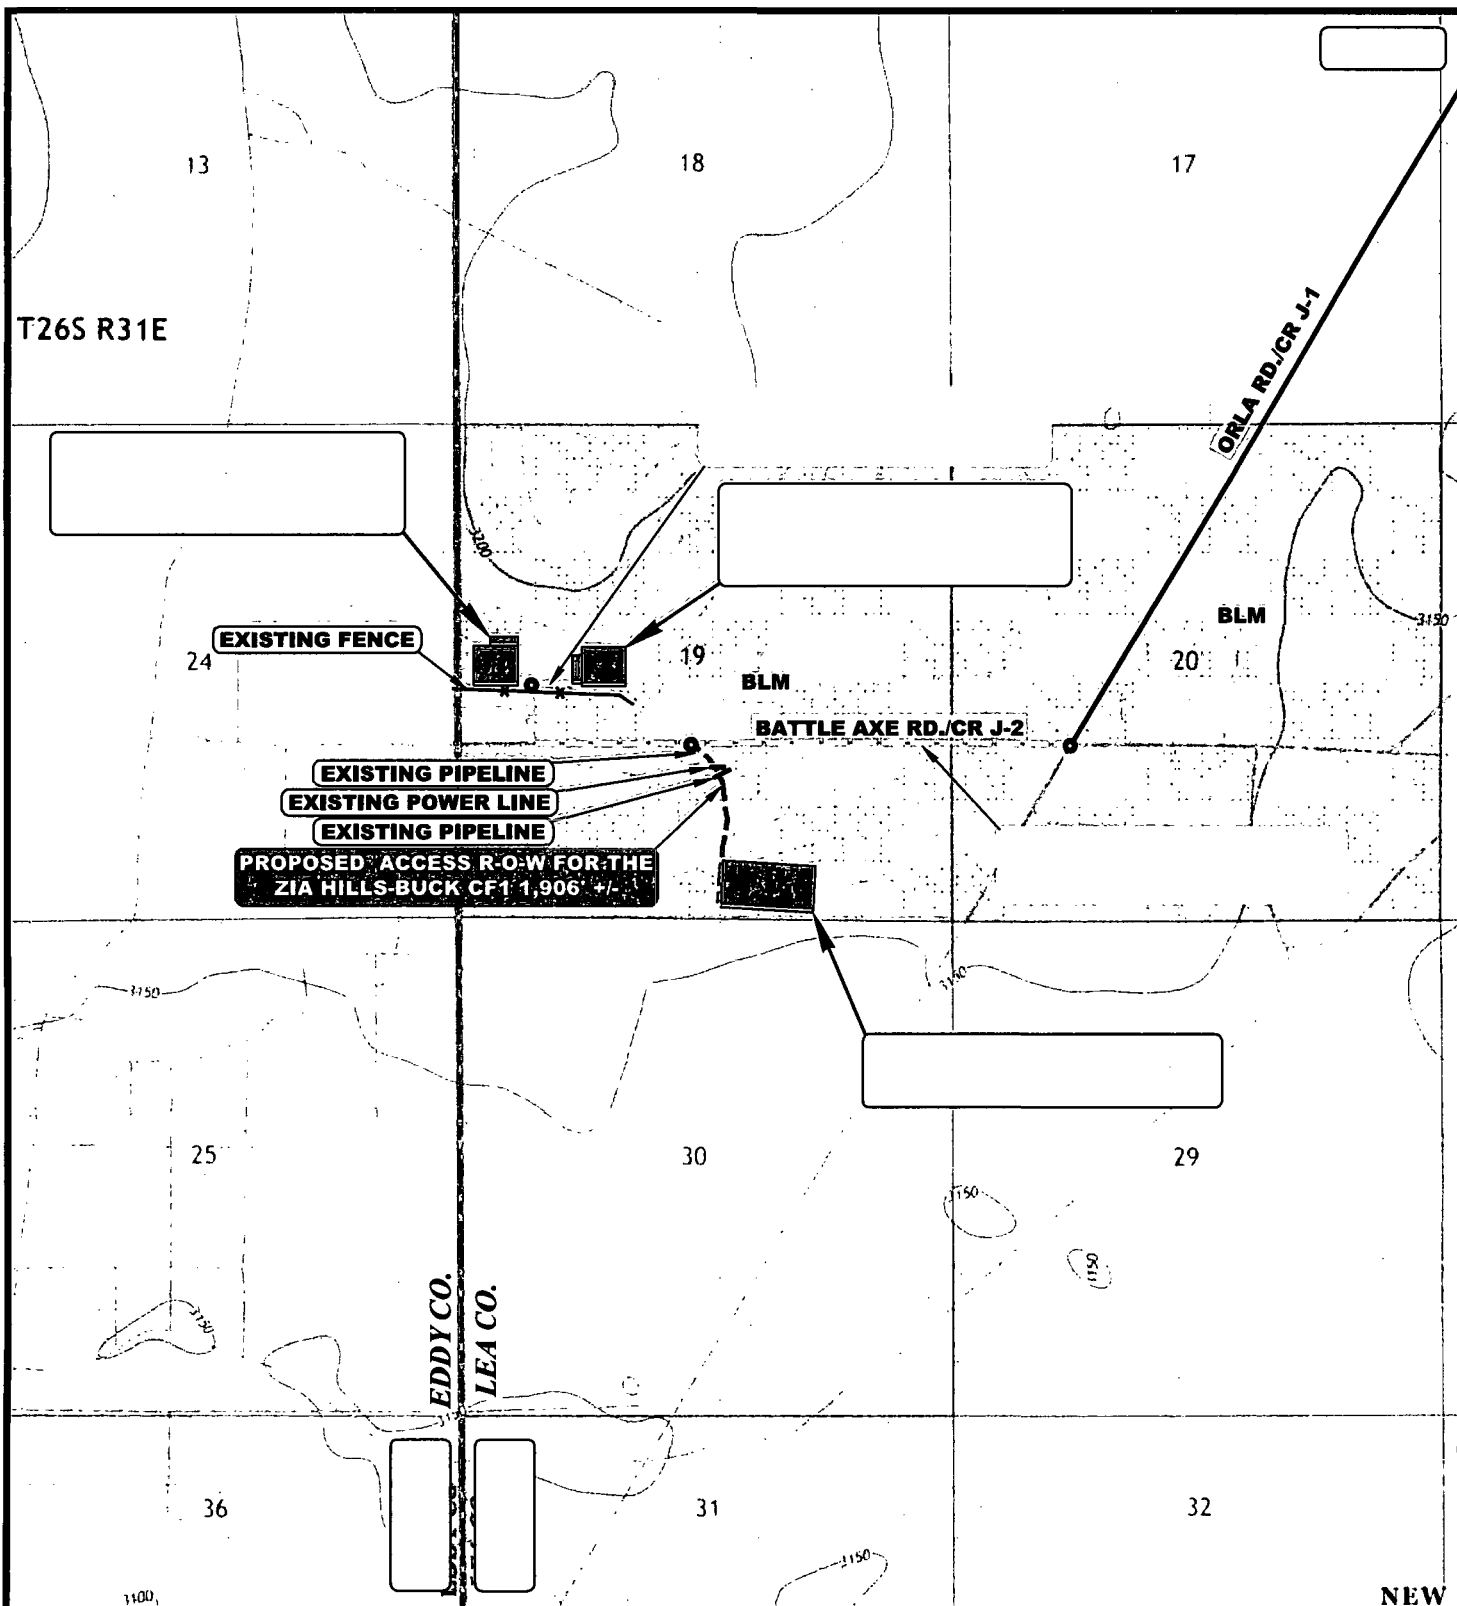 13
18
17
T26S R31E
ORLA RD./CR J-1
3200
EXISTING FENCE
24
19
20
BLM
3150
BLM
BATTLE AXE RD./CR J-2
EXISTING PIPELINE
EXISTING POWER LINE
EXISTING PIPELINE
PROPOSED ACCESS R-O-W FOR THE
ZIA HILLS-BUCK CF1 1,906' +/-
3150
3150
25
30
29
3150
3150
3150
EDDY CO.
LEA CO.
36
31
32
3150
3100
NEW